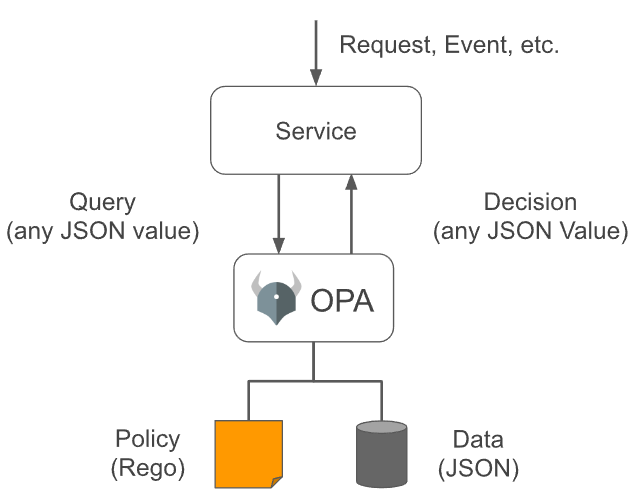 Request, Event, etc.
Service
Query
(any JSON value)
Decision
(any JSON Value)
OPA
Policy
(Rego)
Data
(JSON)